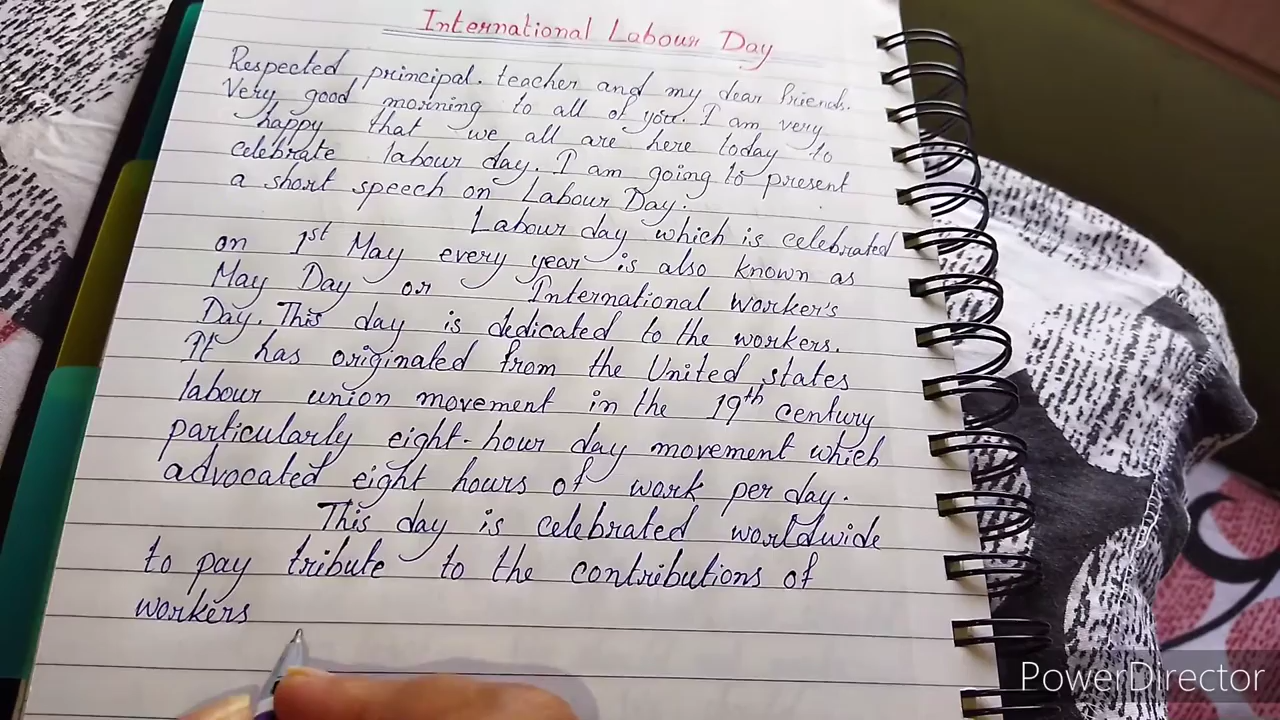 International Labour Day
Respected, principal. teacher and my dear friends.
Very good morning to all of you. I am very
happy that we all are here today to
celebrate labour day. I am going to present
a short speech on Labour Day.
Labour day which is celebrated
on 1st May every year is also known as
May Day or International Worker's
Day. This day is dedicated to the workers.
It has originated from the United states
labour union movement in the 19th century
particularly eight-hour day movement which
advocated eight hours of work per day.
This day is celebrated worldwide
to pay tribute to the contributions of
workers
PowerDirector